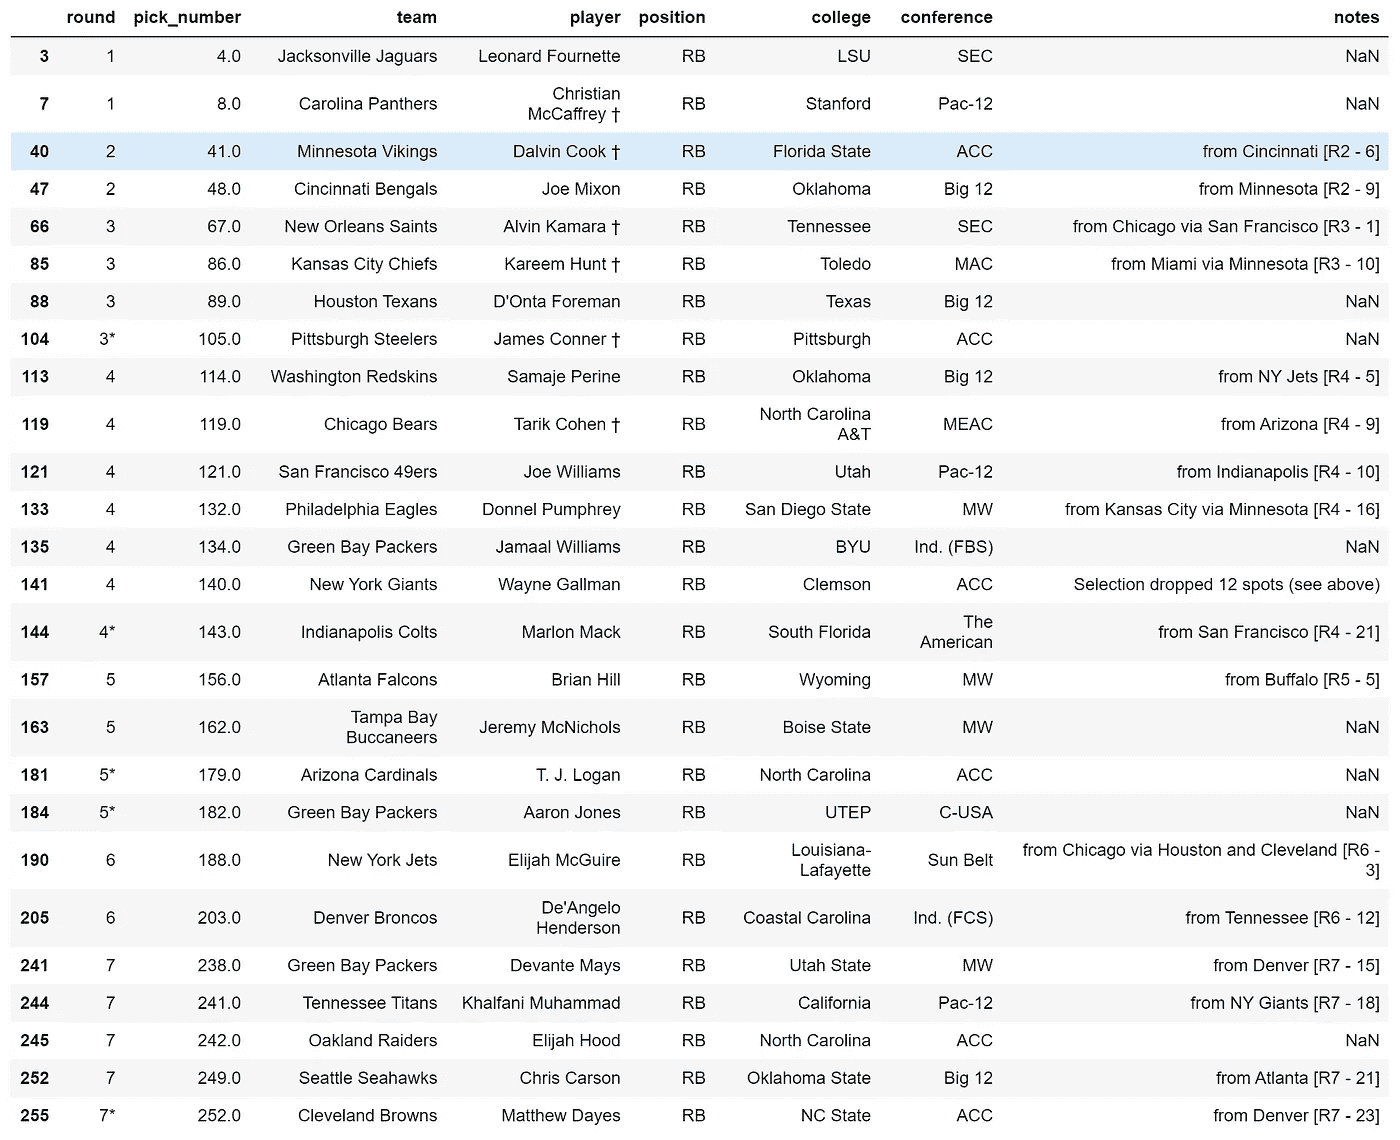 round pick_number team player position college conference notes
3 1 4.0 Jacksonville Jaguars Leonard Fournette RB LSU SEC NaN
7 1 8.0 Carolina Panthers Christian McCaffrey † RB Stanford Pac-12 NaN
40 2 41.0 Minnesota Vikings Dalvin Cook † RB Florida State ACC from Cincinnati [R2 - 6]
47 2 48.0 Cincinnati Bengals Joe Mixon RB Oklahoma Big 12 from Minnesota [R2 - 9]
66 3 67.0 New Orleans Saints Alvin Kamara † RB Tennessee SEC from Chicago via San Francisco [R3 - 1]
85 3 86.0 Kansas City Chiefs Kareem Hunt † RB Toledo MAC from Miami via Minnesota [R3 - 10]
88 3 89.0 Houston Texans D'Onta Foreman RB Texas Big 12 NaN
104 3* 105.0 Pittsburgh Steelers James Conner † RB Pittsburgh ACC NaN
113 4 114.0 Washington Redskins Samaje Perine RB Oklahoma Big 12 from NY Jets [R4 - 5]
119 4 119.0 Chicago Bears Tarik Cohen † RB North Carolina A&T MEAC from Arizona [R4 - 9]
121 4 121.0 San Francisco 49ers Joe Williams RB Utah Pac-12 from Indianapolis [R4 - 10]
133 4 132.0 Philadelphia Eagles Donnel Pumphrey RB San Diego State MW from Kansas City via Minnesota [R4 - 16]
135 4 134.0 Green Bay Packers Jamaal Williams RB BYU Ind. (FBS) NaN
141 4 140.0 New York Giants Wayne Gallman RB Clemson ACC Selection dropped 12 spots (see above)
144 4* 143.0 Indianapolis Colts Marlon Mack RB South Florida The American from San Francisco [R4 - 21]
157 5 156.0 Atlanta Falcons Brian Hill RB Wyoming MW from Buffalo [R5 - 5]
163 5 162.0 Tampa Bay Buccaneers Jeremy McNichols RB Boise State MW NaN
181 5* 179.0 Arizona Cardinals T. J. Logan RB North Carolina ACC NaN
184 5* 182.0 Green Bay Packers Aaron Jones RB UTEP C-USA NaN
190 6 188.0 New York Jets Elijah McGuire RB Louisiana-Lafayette Sun Belt from Chicago via Houston and Cleveland [R6 - 3]
205 6 203.0 Denver Broncos De'Angelo Henderson RB Coastal Carolina Ind. (FCS) from Tennessee [R6 - 12]
241 7 238.0 Green Bay Packers Devante Mays RB Utah State MW from Denver [R7 - 15]
244 7 241.0 Tennessee Titans Khalfani Muhammad RB California Pac-12 from NY Giants [R7 - 18]
245 7 242.0 Oakland Raiders Elijah Hood RB North Carolina ACC NaN
252 7 249.0 Seattle Seahawks Chris Carson RB Oklahoma State Big 12 from Atlanta [R7 - 21]
255 7* 252.0 Cleveland Browns Matthew Dayes RB NC State ACC from Denver [R7 - 23]